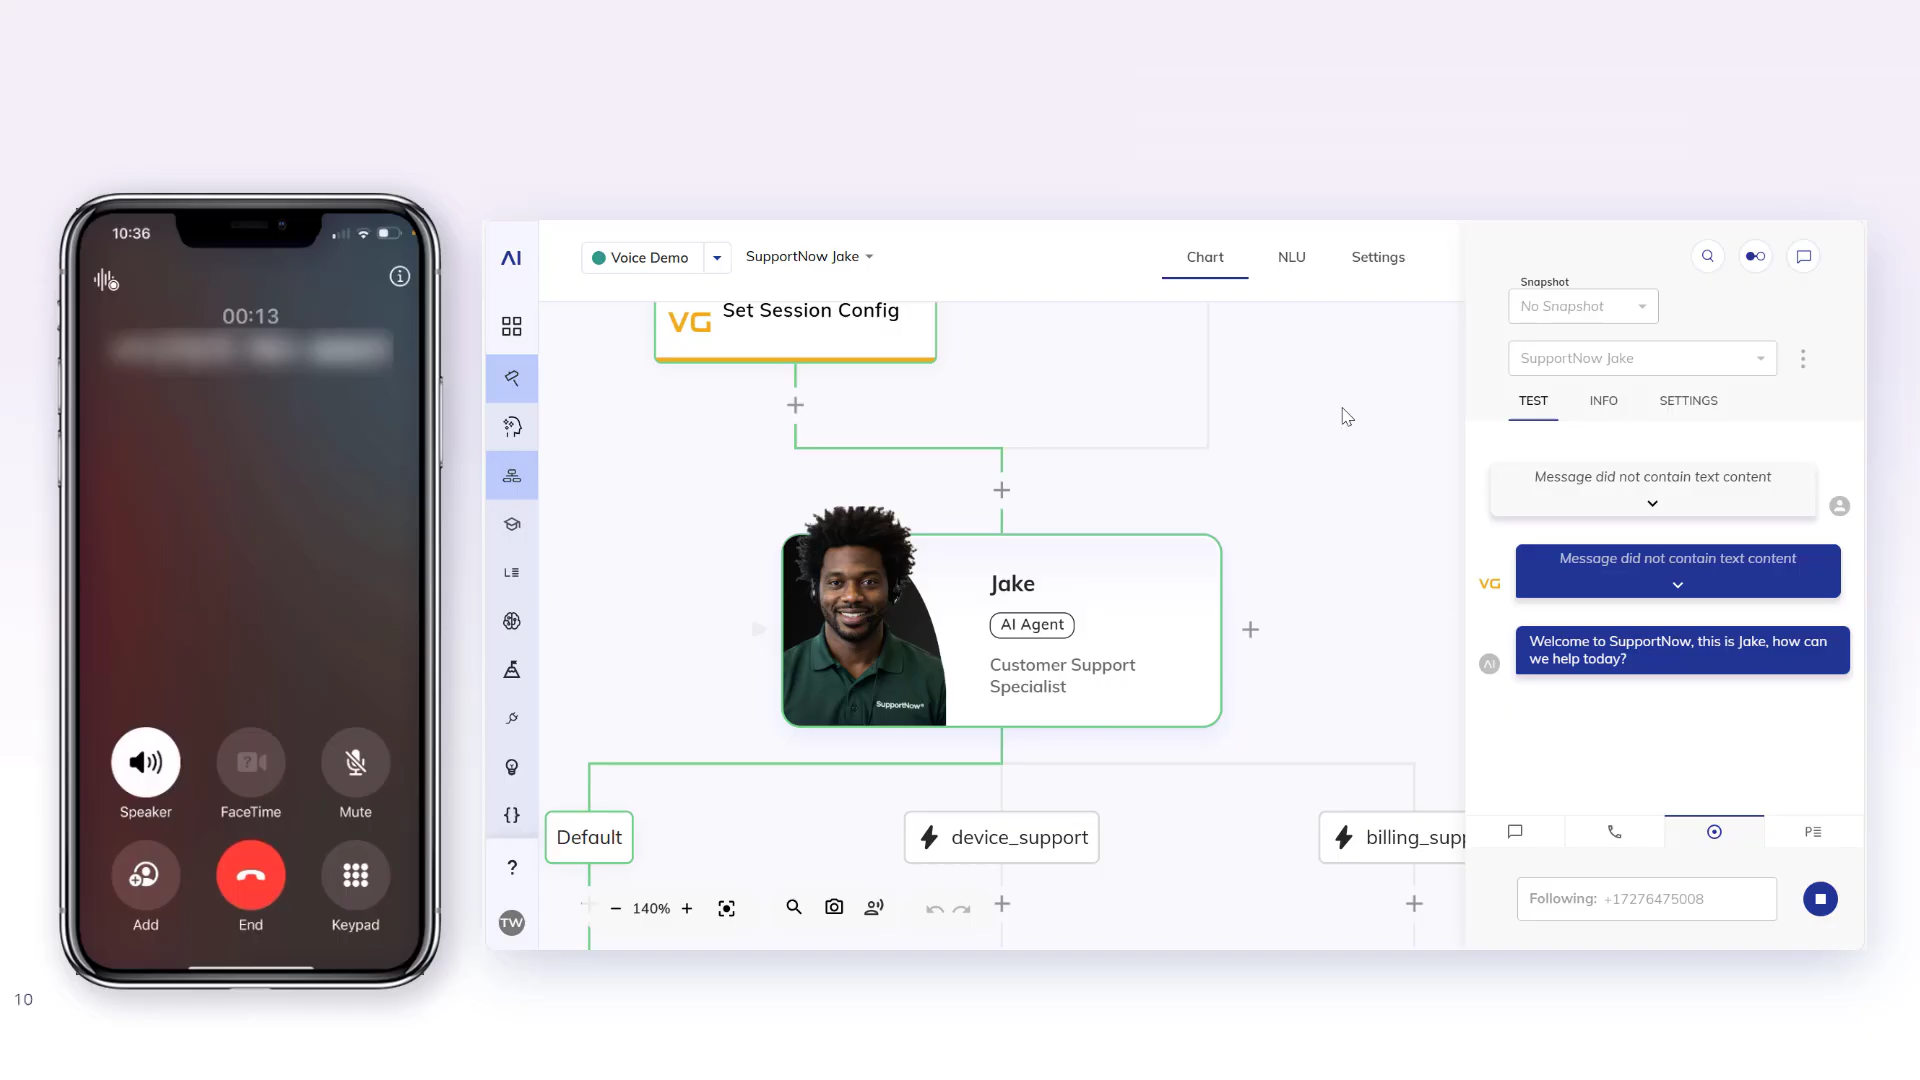 10:36
00:13
Speaker
FaceTime
Mute
Add
End
Keypad
10
AI
Voice Demo
SupportNow Jake
Chart
NLU
Settings
VG
Set Session Config
Jake
AI Agent
Customer Support
Specialist
SupportNow
Default
device_support
billing_supp
140%
?
TW
Snapshot
No Snapshot
SupportNow Jake
TEST
INFO
SETTINGS
Message did not contain text content
Message did not contain text content
VG
Welcome to SupportNow, this is Jake, how can
we help today?
AI
Following: +17276475008